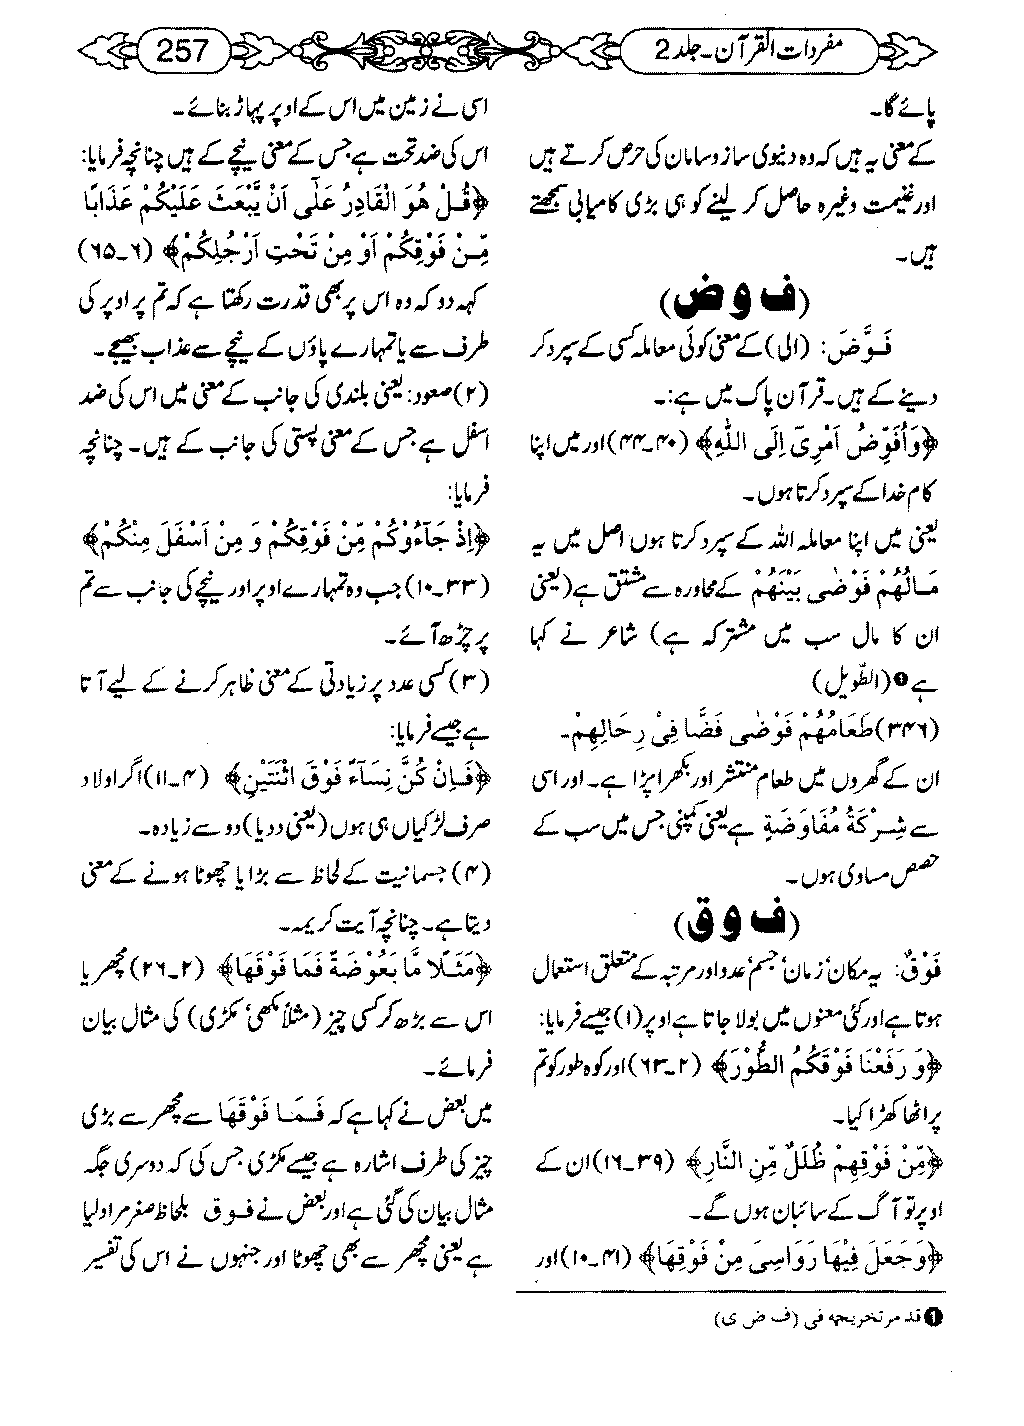 مفردات القرآن۔ جلد 2
257
پائے گا۔
کے معنی یہ ہیں کہ وہ دنیوی ساز و سامان کی حرص کرتے ہیں
اور غنیمت وغیرہ حاصل کر لینے کو ہی بڑی کامیابی سمجھتے
ہیں۔
(ف و ض)
فَوَّضَ: (الی) کے معنی کوئی معاملہ کسی کے سپرد کر
دینے کے ہیں۔ قرآن پاک میں ہے:۔
﴿وَاُفَوِّضُ اَمْرِیْٓ اِلَی اللّٰهِ﴾ (۴۰۔۴۴) اور میں اپنا
کام خدا کے سپرد کرتا ہوں۔
یعنی میں اپنا معاملہ اللہ کے سپرد کرتا ہوں اصل میں یہ
مَالُهُمْ فَوْضٰی بَيْنَهُمْ کے محاورہ سے مشتق ہے (یعنی
ان کا مال سب میں مشترکہ ہے) شاعر نے کہا
ہے ❶ (الطّویل)
(۳۴۶) طَعَامُهُمْ فَوْضٰی فَضًا فِیْ رِحَالِهِمْ۔
ان کے گھروں میں طعام منتشر اور بکھرا پڑا ہے۔ اور اسی
سے شِرْكَةُ مُفَاوَضَةٍ ہے یعنی کمپنی جس میں سب کے
حصص مساوی ہوں۔
(ف و ق)
فَوْقٌ: یہ مکان‘ زمان‘ جسم‘ عدد اور مرتبہ کے متعلق استعمال
ہوتا ہے اور کئی معنوں میں بولا جاتا ہے اوپر (۱) جیسے فرمایا:
﴿وَ رَفَعْنَا فَوْقَكُمُ الطُّوْرَ﴾ (۲۔۶۳) اور کوہ طور کو تم
پر اٹھا کھڑا کیا۔
﴿مِّنْ فَوْقِهِمْ ظُلَلٌ مِّنِ النَّارِ﴾ (۳۹۔۱۶) ان کے
اوپر تو آگ کے سائبان ہوں گے۔
﴿وَجَعَلَ فِيْهَا رَوَاسِیَ مِنْ فَوْقِهَا﴾ (۴۱۔۱۰) اور
❶ قد مر تخریجہ فی (ف ض ی)
اسی نے زمین میں اس کے اوپر پہاڑ بنائے۔
اس کی ضد تحت ہے جس کے معنی نیچے کے ہیں چنانچہ فرمایا:
﴿قُلْ هُوَ الْقَادِرُ عَلٰٓی اَنْ يَّبْعَثَ عَلَيْكُمْ عَذَابًا
مِّنْ فَوْقِكُمْ اَوْ مِنْ تَحْتِ اَرْجُلِكُمْ﴾ (۶۔۶۵)
کہہ دو کہ وہ اس پر بھی قدرت رکھتا ہے کہ تم پر اوپر کی
طرف سے یا تمہارے پاؤں کے نیچے سے عذاب بھیجے۔
(۲) صعود: یعنی بلندی کی جانب کے معنی میں اس کی ضد
اسفل ہے جس کے معنی پستی کی جانب کے ہیں۔ چنانچہ
فرمایا:
﴿اِذْ جَآءُوْكُمْ مِّنْ فَوْقِكُمْ وَ مِنْ اَسْفَلَ مِنْكُمْ﴾
(۳۳۔۱۰) جب وہ تمہارے اوپر اور نیچے کی جانب سے تم
پر چڑھ آئے۔
(۳) کسی عدد پر زیادتی کے معنی ظاہر کرنے کے لیے آتا
ہے جیسے فرمایا:
﴿فَاِنْ كُنَّ نِسَآءً فَوْقَ اثْنَتَيْنِ﴾ (۴۔۱۱) اگر اولاد
صرف لڑکیاں ہی ہوں (یعنی دو یا) دو سے زیادہ۔
(۴) جسمانیت کے لحاظ سے بڑا یا چھوٹا ہونے کے معنی
دیتا ہے۔ چنانچہ آیت کریمہ۔
﴿مَثَلًا مَّا بَعُوْضَةً فَمَا فَوْقَهَا﴾ (۲۔۲۶) مچھر یا
اس سے بڑھ کر کسی چیز (مثلاً مکھی‘ مکڑی) کی مثال بیان
فرمائے۔
میں بعض نے کہا ہے کہ فَمَا فَوْقَهَا سے مچھر سے بڑی
چیز کی طرف اشارہ ہے جیسے مکڑی جس کی کہ دوسری جگہ
مثال بیان کی گئی ہے اور بعض نے فوق بلحاظ صغر مراد لیا
ہے یعنی مچھر سے بھی چھوٹا اور جنہوں نے اس کی تفسیر